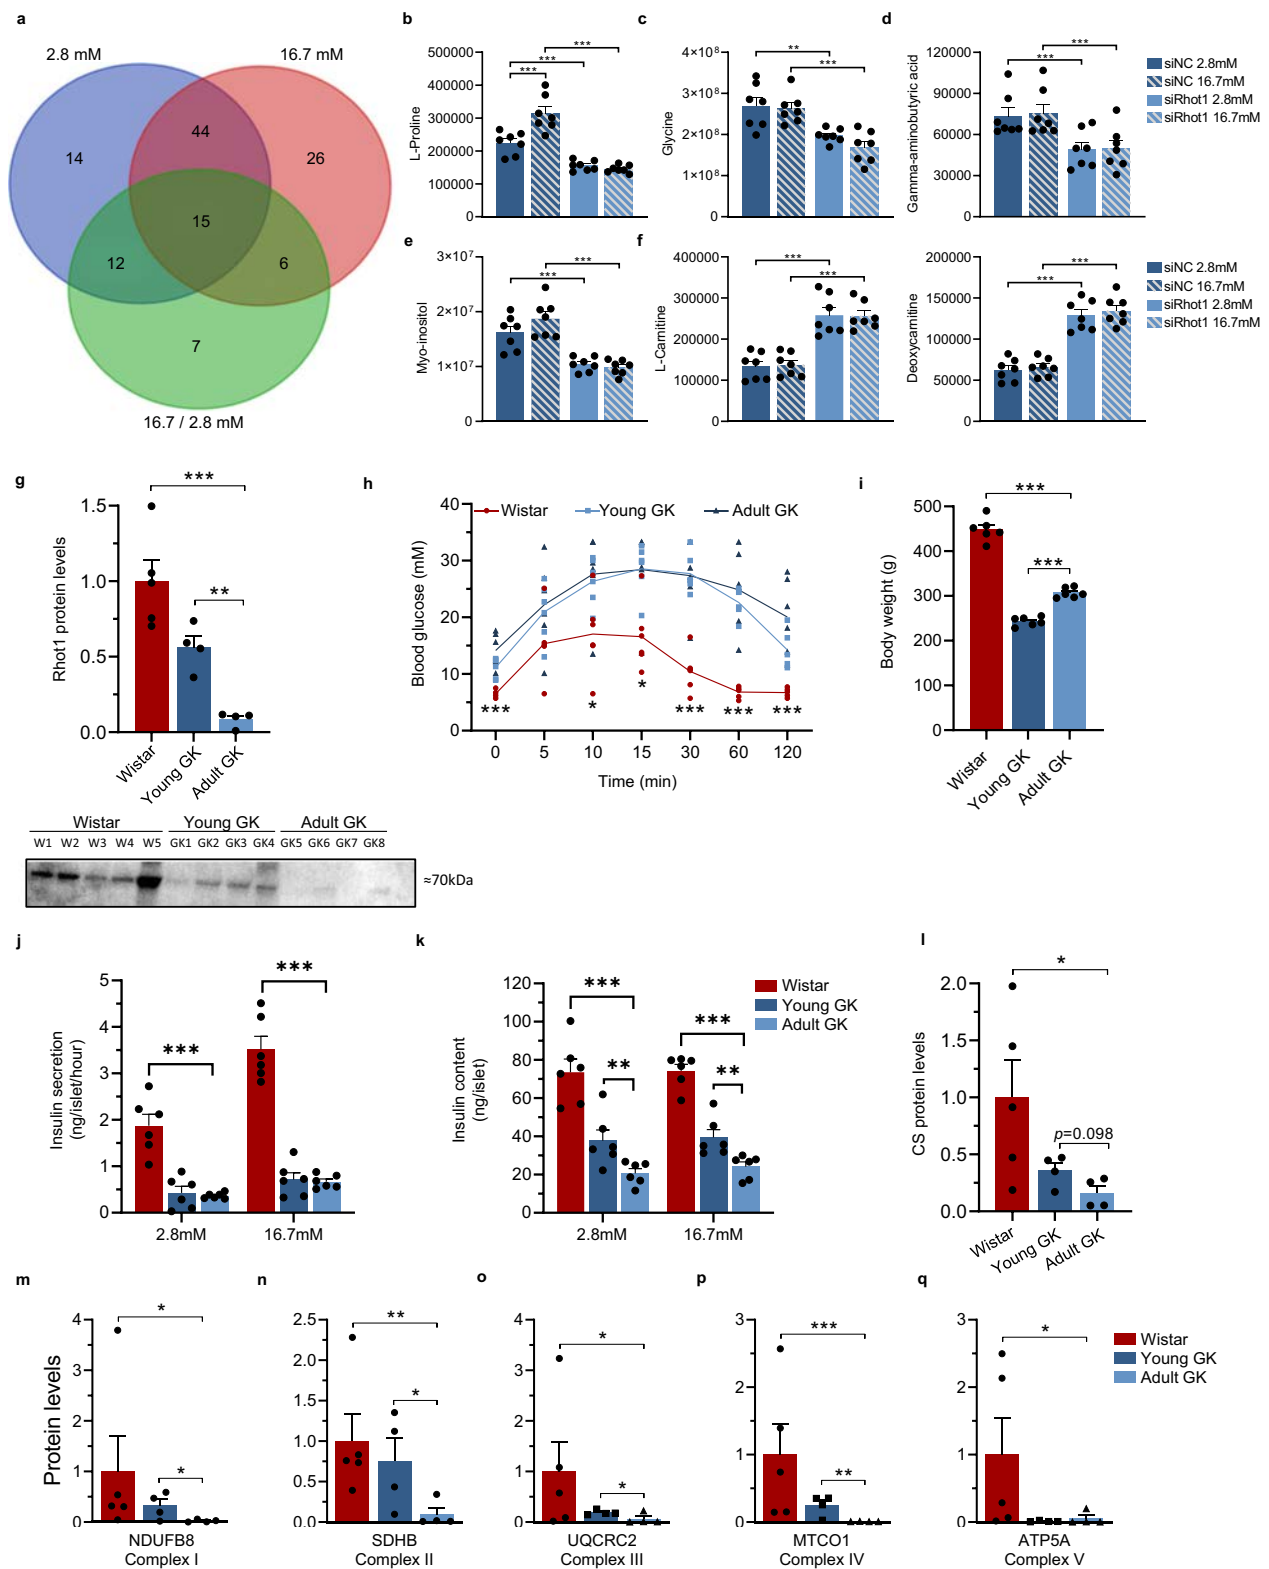 a
2.8 mM
16.7 mM
14
44
26
15
12
6
7
16.7 / 2.8 mM
b
L-Proline
500000
400000
300000
200000
100000
0
***
***
***
c
Glycine
4×10⁸
3×10⁸
2×10⁸
1×10⁸
0
**
***
d
Gamma-aminobutyric acid
120000
90000
60000
30000
0
***
***
siNC 2.8mM
siNC 16.7mM
siRhot1 2.8mM
siRhot1 16.7mM
e
Myo-inositol
3×10⁷
2×10⁷
1×10⁷
0
***
***
f
L-Carnitine
400000
300000
200000
100000
0
***
***
Deoxycarnitine
200000
150000
100000
50000
0
***
***
siNC 2.8mM
siNC 16.7mM
siRhot1 2.8mM
siRhot1 16.7mM
g
Rhot1 protein levels
1.5
1.0
0.5
0.0
***
**
Wistar
Young GK
Adult GK
Wistar
Young GK
Adult GK
W1 W2 W3 W4 W5 GK1 GK2 GK3 GK4 GK5 GK6 GK7 GK8
≈70kDa
h
Blood glucose (mM)
40
30
20
10
0
Wistar
Young GK
Adult GK
*** * * *** *** ***
0 5 10 15 30 60 120
Time (min)
i
Body weight (g)
500
400
300
200
100
0
***
***
Wistar
Young GK
Adult GK
j
Insulin secretion
(ng/islet/hour)
5
4
3
2
1
0
***
***
2.8mM 16.7mM
k
Insulin content
(ng/islet)
120
100
80
60
40
20
0
***
**
***
**
2.8mM 16.7mM
Wistar
Young GK
Adult GK
l
CS protein levels
2.0
1.5
1.0
0.5
0.0
*
p=0.098
Wistar
Young GK
Adult GK
m
Protein levels
4
3
2
1
0
*
*
NDUFB8
Complex I
n
2.5
2.0
1.5
1.0
0.5
0.0
**
*
SDHB
Complex II
o
4
3
2
1
0
*
*
UQCRC2
Complex III
p
3
2
1
0
***
**
MTCO1
Complex IV
q
3
2
1
0
*
ATP5A
Complex V
Wistar
Young GK
Adult GK